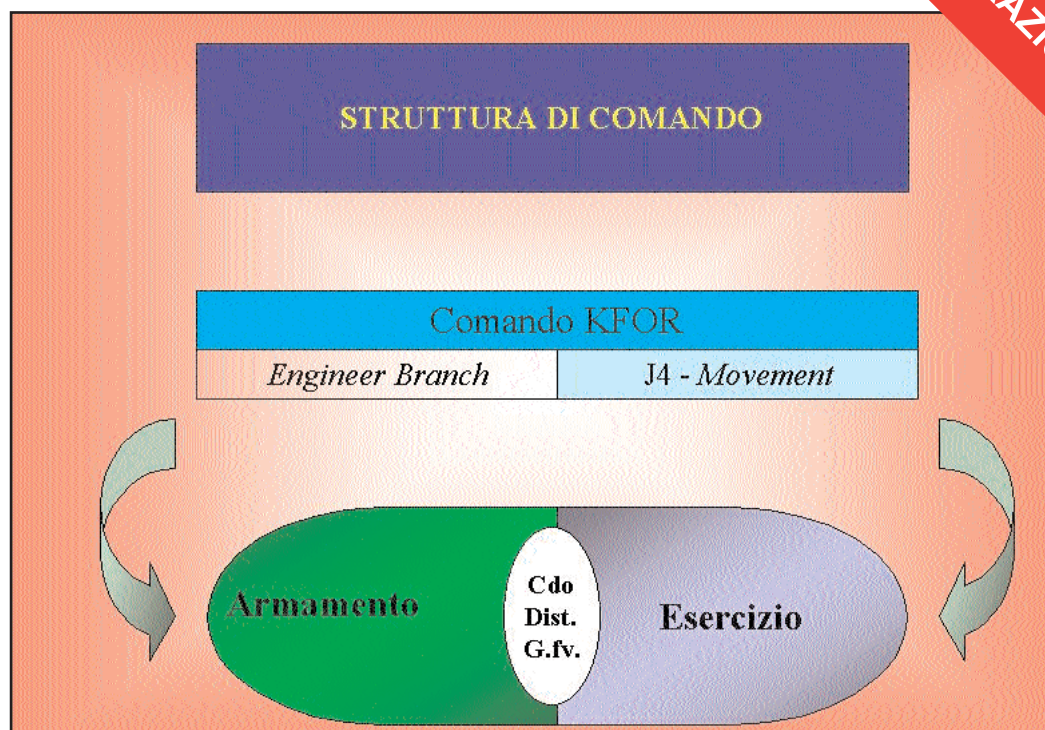 STRUTTURA DI COMANDO
Comando KFOR
Engineer Branch
J4 - Movement
Armamento
Cdo
Dist.
G.fv.
Esercizio